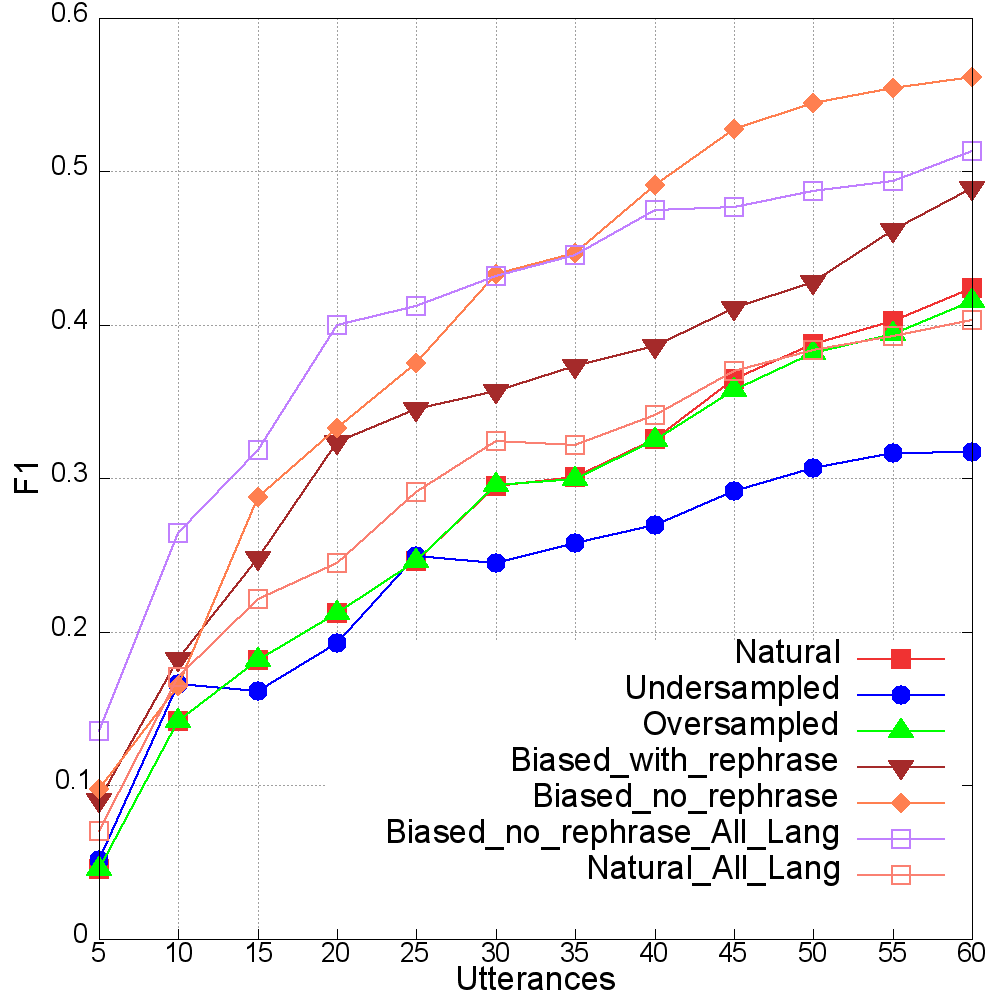 0.6
0.5
0.4
0.3
0.2
0.1
0
F1
Natural
Undersampled
Oversampled
Biased_with_rephrase
Biased_no_rephrase
Biased_no_rephrase_All_Lang
Natural_All_Lang
5 10 15 20 25 30 35 40 45 50 55 60
Utterances